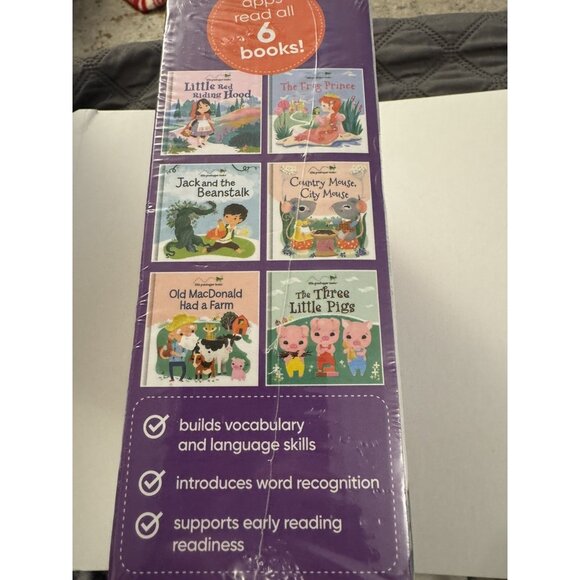 apps
read all
6
books!
Little Red
Riding Hood
The Frog Prince
Jack and the
Beanstalk
Country Mouse,
City Mouse
Old MacDonald
Had a Farm
The Three
Little Pigs
builds vocabulary
and language skills
introduces word recognition
supports early reading
readiness